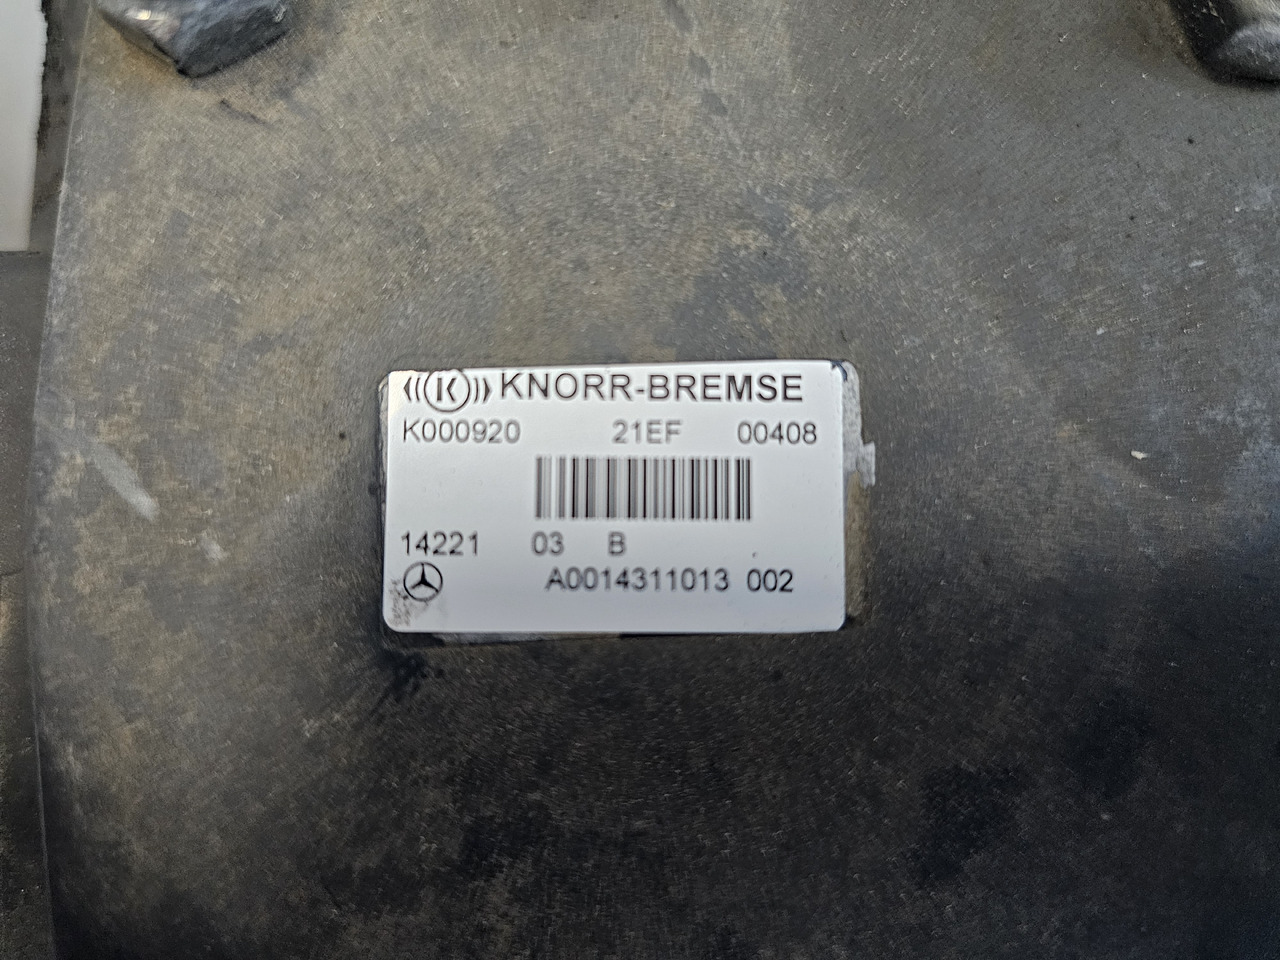 K KNORR-BREMSE
K000920 21EF 00408
14221 03 B
A0014311013 002